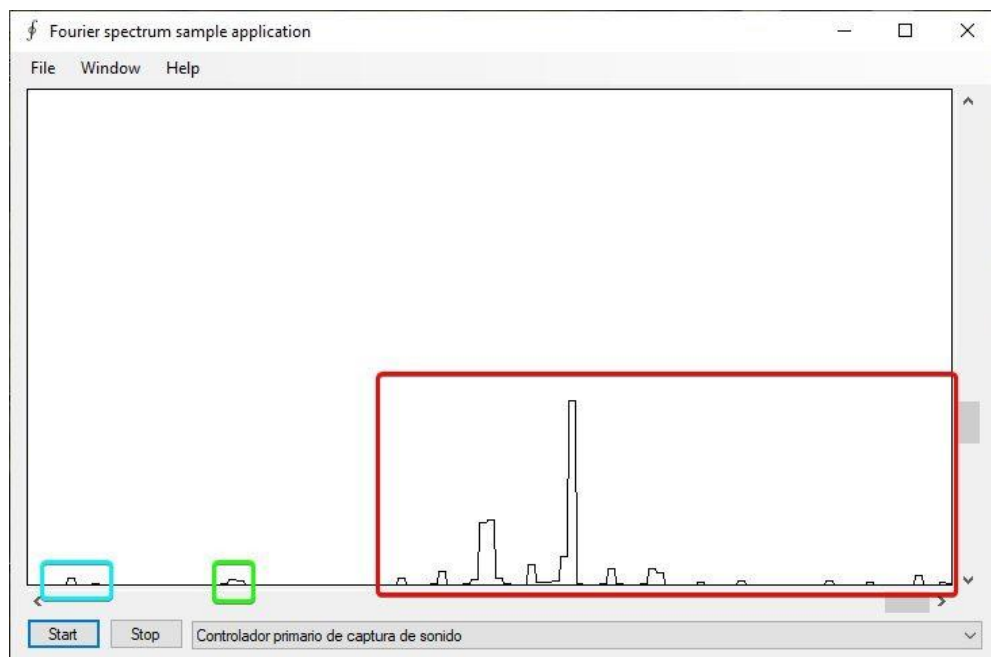 Fourier spectrum sample application
File Window Help
Start Stop Controlador primario de captura de sonido